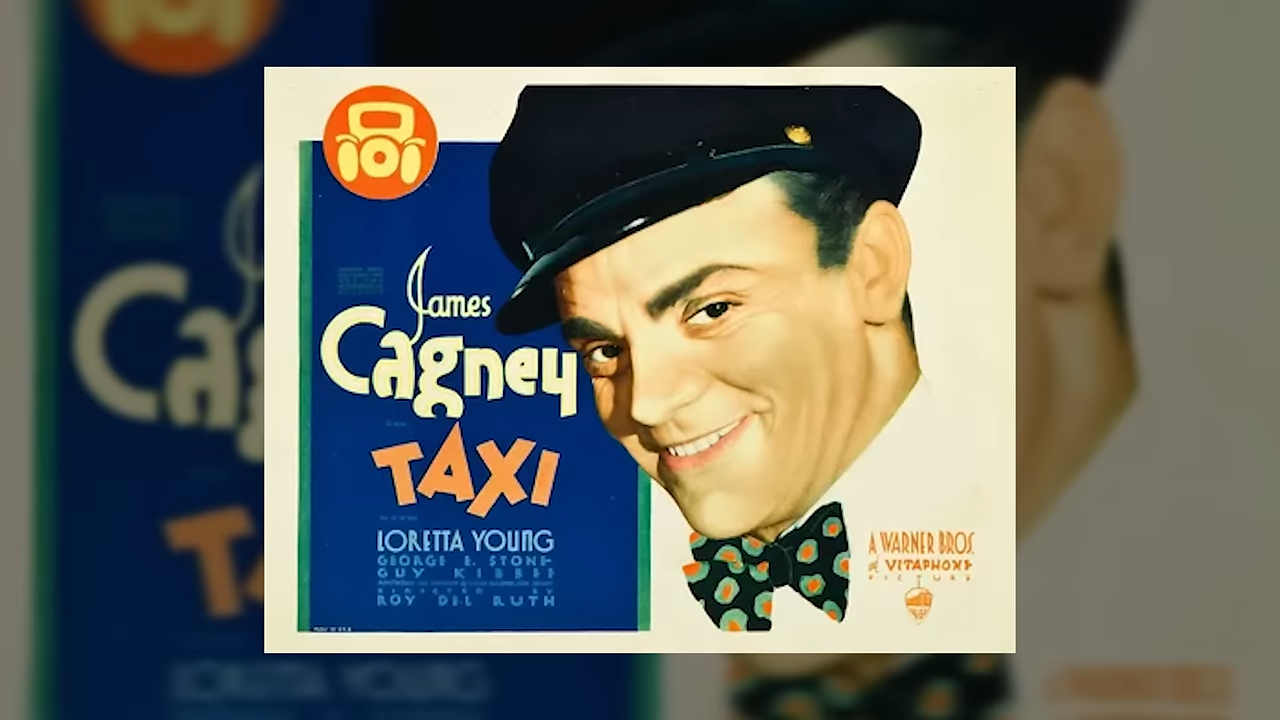 James
Cagney
TAXI
LORETTA YOUNG
GEORGE E. STONE
GUY KIBBEE
DIRECTED BY
ROY DEL RUTH
A WARNER BROS.
& VITAPHONE
PICTURE